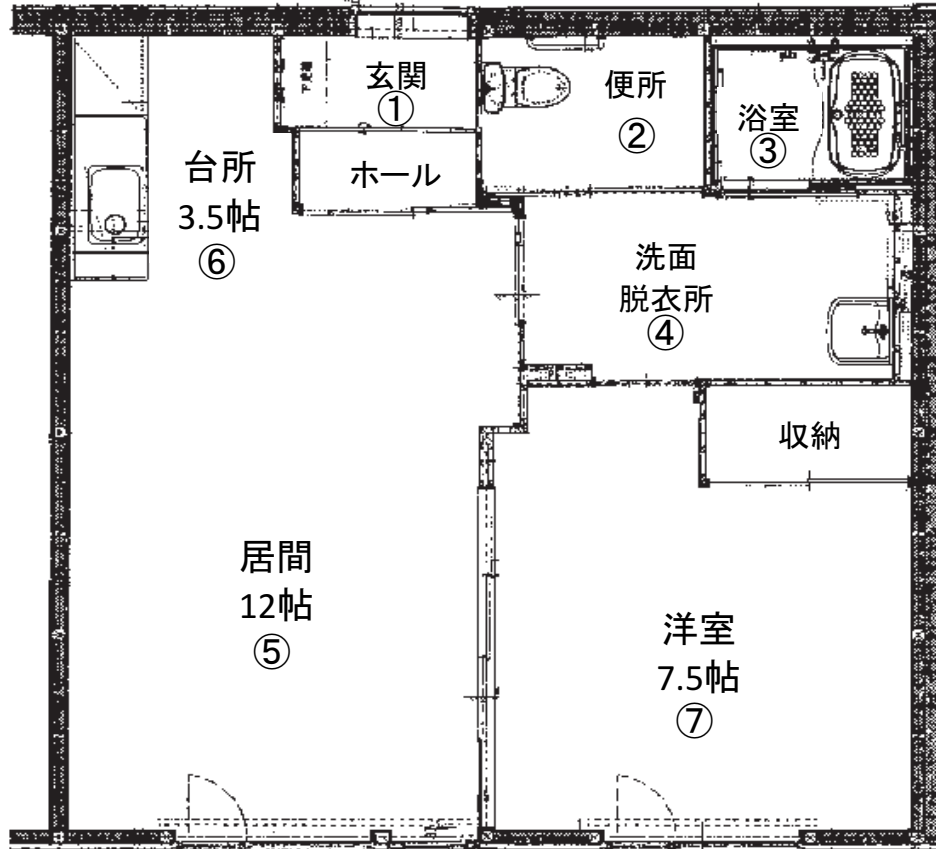 玄関
①
便所
②
浴室
③
ホール
台所
3.5帖
⑥
洗面
脱衣所
④
収納
居間
12帖
⑤
洋室
7.5帖
⑦